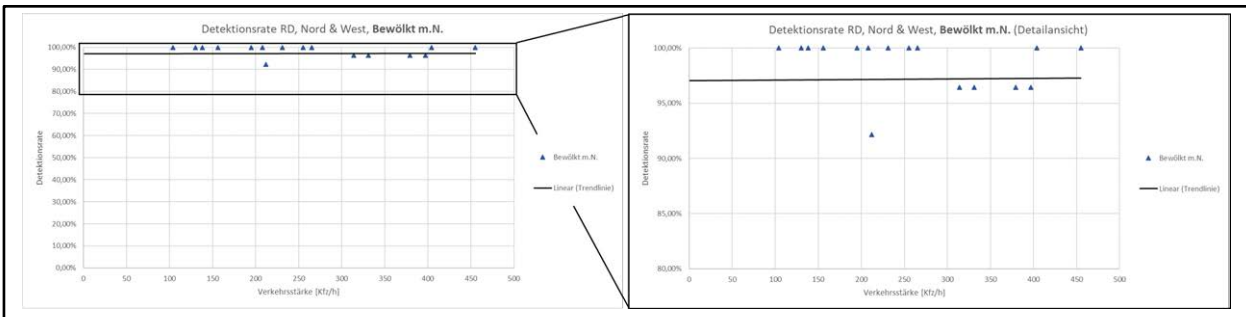 Detektionsrate RD, Nord & West, Bewölkt m.N.
100,00%
90,00%
80,00%
70,00%
60,00%
50,00%
40,00%
30,00%
20,00%
10,00%
0,00%
Detektionsrate
0 50 100 150 200 250 300 350 400 450 500
Verkehrsstärke [Kfz/h]
Bewölkt m.N.
Linear (Trendlinie)
Detektionsrate RD, Nord & West, Bewölkt m.N. (Detailansicht)
100,00%
95,00%
90,00%
85,00%
80,00%
Detektionsrate
0 50 100 150 200 250 300 350 400 450 500
Verkehrsstärke [Kfz/h]
Bewölkt m.N.
Linear (Trendlinie)